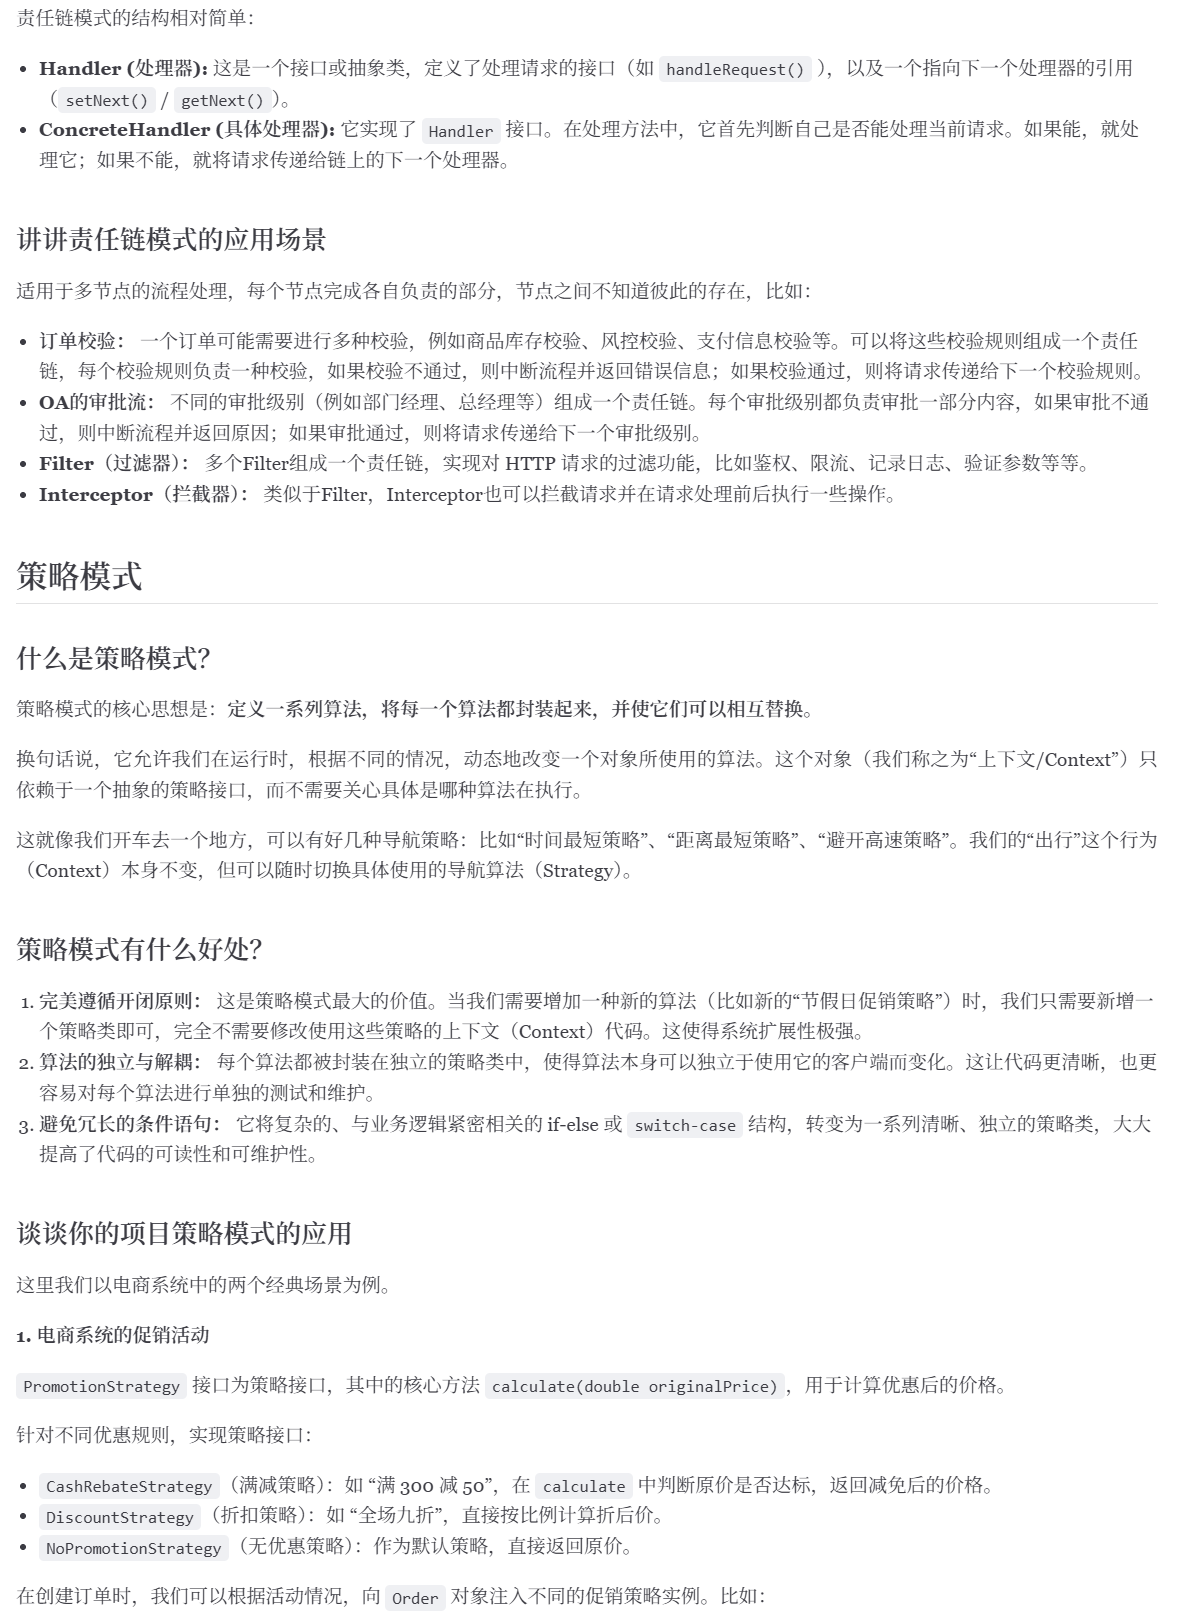 责任链模式的结构相对简单：
Handler (处理器): 这是一个接口或抽象类，定义了处理请求的接口（如 handleRequest() ），以及一个指向下一个处理器的引用
（ setNext() / getNext() ）。
ConcreteHandler (具体处理器): 它实现了 Handler 接口。在处理方法中，它首先判断自己是否能处理当前请求。如果能，就处
理它；如果不能，就将请求传递给链上的下一个处理器。
讲讲责任链模式的应用场景
适用于多节点的流程处理，每个节点完成各自负责的部分，节点之间不知道彼此的存在，比如：
订单校验： 一个订单可能需要进行多种校验，例如商品库存校验、风控校验、支付信息校验等。可以将这些校验规则组成一个责任
链，每个校验规则负责一种校验，如果校验不通过，则中断流程并返回错误信息；如果校验通过，则将请求传递给下一个校验规则。
OA的审批流： 不同的审批级别（例如部门经理、总经理等）组成一个责任链。每个审批级别都负责审批一部分内容，如果审批不通
过，则中断流程并返回原因；如果审批通过，则将请求传递给下一个审批级别。
Filter（过滤器）： 多个Filter组成一个责任链，实现对 HTTP 请求的过滤功能，比如鉴权、限流、记录日志、验证参数等等。
Interceptor（拦截器）： 类似于Filter，Interceptor也可以拦截请求并在请求处理前后执行一些操作。
策略模式
什么是策略模式？
策略模式的核心思想是：定义一系列算法，将每一个算法都封装起来，并使它们可以相互替换。
换句话说，它允许我们在运行时，根据不同的情况，动态地改变一个对象所使用的算法。这个对象（我们称之为“上下文/Context”）只
依赖于一个抽象的策略接口，而不需要关心具体是哪种算法在执行。
这就像我们开车去一个地方，可以有好几种导航策略：比如“时间最短策略”、“距离最短策略”、“避开高速策略”。我们的“出行”这个行为
（Context）本身不变，但可以随时切换具体使用的导航算法（Strategy）。
策略模式有什么好处？
1. 完美遵循开闭原则： 这是策略模式最大的价值。当我们需要增加一种新的算法（比如新的“节假日促销策略”）时，我们只需要新增一
个策略类即可，完全不需要修改使用这些策略的上下文（Context）代码。这使得系统扩展性极强。
2. 算法的独立与解耦： 每个算法都被封装在独立的策略类中，使得算法本身可以独立于使用它的客户端而变化。这让代码更清晰，也更
容易对每个算法进行单独的测试和维护。
3. 避免冗长的条件语句： 它将复杂的、与业务逻辑紧密相关的 if-else 或 switch-case 结构，转变为一系列清晰、独立的策略类，大大
提高了代码的可读性和可维护性。
谈谈你的项目策略模式的应用
这里我们以电商系统中的两个经典场景为例。
1. 电商系统的促销活动
PromotionStrategy 接口为策略接口，其中的核心方法 calculate(double originalPrice) ，用于计算优惠后的价格。
针对不同优惠规则，实现策略接口：
CashRebateStrategy （满减策略）：如 “满 300 减 50”，在 calculate 中判断原价是否达标，返回减免后的价格。
DiscountStrategy （折扣策略）：如 “全场九折”，直接按比例计算折后价。
NoPromotionStrategy （无优惠策略）：作为默认策略，直接返回原价。
在创建订单时，我们可以根据活动情况，向 Order 对象注入不同的促销策略实例。比如：